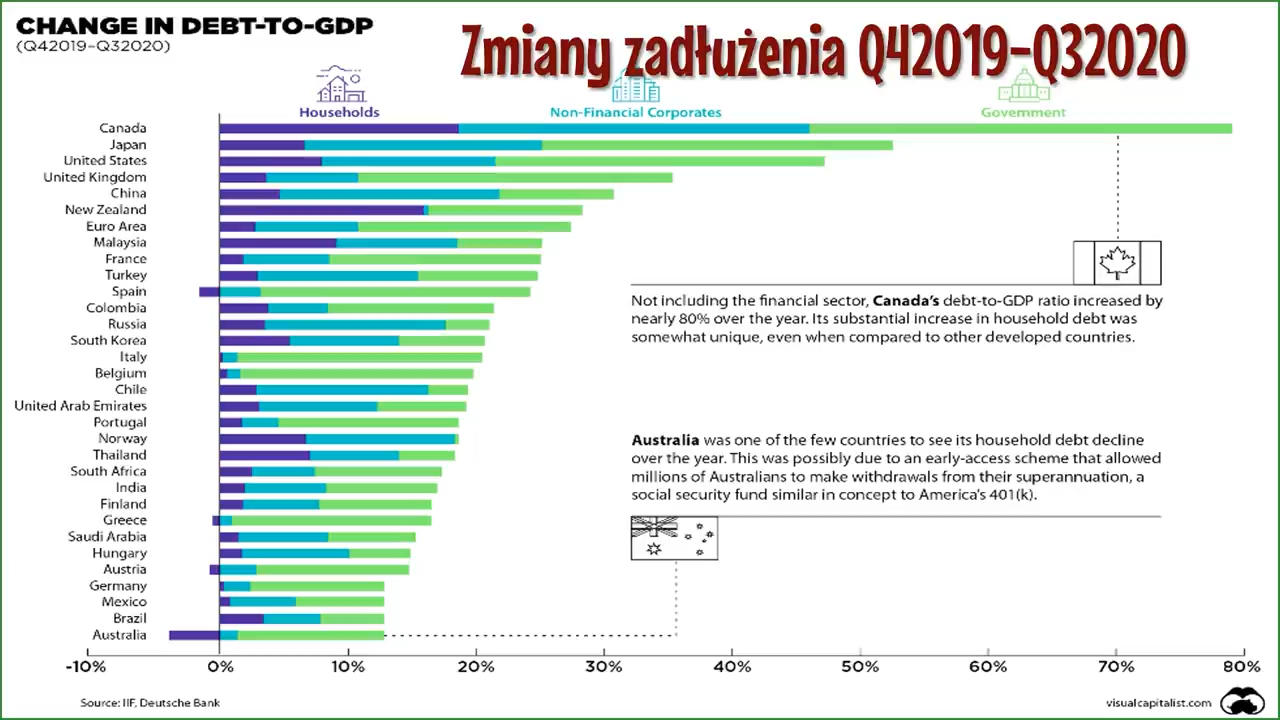 CHANGE IN DEBT-TO-GDP
(Q42019–Q32020)
Zmiany zadłużenia Q42019–Q32020
Households
Non-Financial Corporates
Government
Canada
Japan
United States
United Kingdom
China
New Zealand
Euro Area
Malaysia
France
Turkey
Spain
Colombia
Russia
South Korea
Italy
Belgium
Chile
United Arab Emirates
Portugal
Norway
Thailand
South Africa
India
Finland
Greece
Saudi Arabia
Hungary
Austria
Germany
Mexico
Brazil
Australia
Not including the financial sector, Canada's debt-to-GDP ratio increased by
nearly 80% over the year. Its substantial increase in household debt was
somewhat unique, even when compared to other developed countries.
Australia was one of the few countries to see its household debt decline
over the year. This was possibly due to an early-access scheme that allowed
millions of Australians to make withdrawals from their superannuation, a
social security fund similar in concept to America's 401(k).
-10% 0% 10% 20% 30% 40% 50% 60% 70% 80%
Source: IIF, Deutsche Bank
visualcapitalist.com